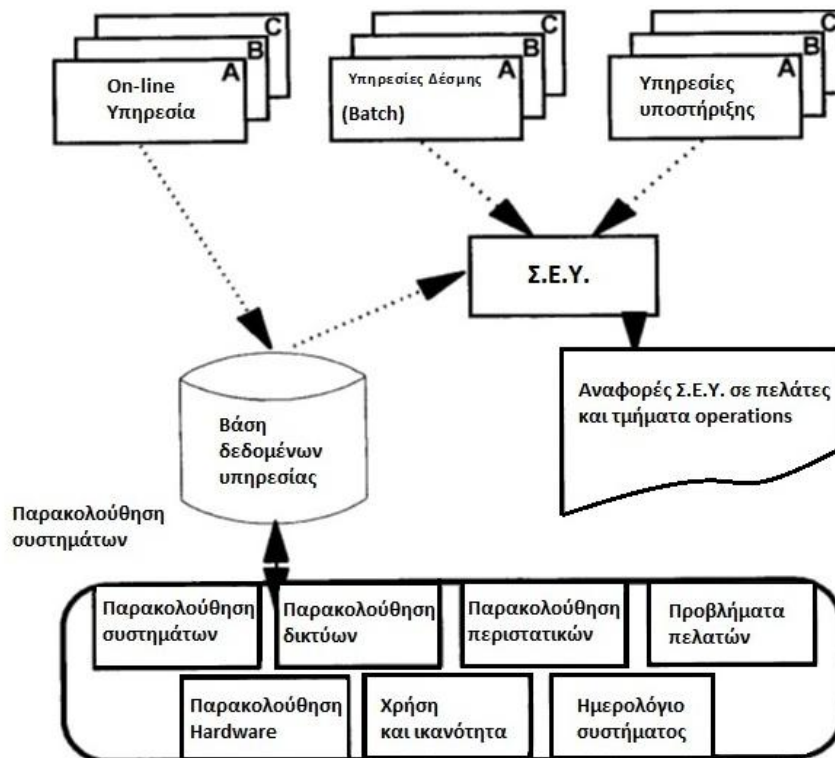 C
B
A
On-line
Υπηρεσία
C
B
A
Υπηρεσίες Δέσμης
(Batch)
C
B
A
Υπηρεσίες
υποστήριξης
Σ.Ε.Υ.
Αναφορές Σ.Ε.Υ. σε πελάτες
και τμήματα operations
Βάση
δεδομένων
υπηρεσίας
Παρακολούθηση
συστημάτων
Παρακολούθηση
συστημάτων
Παρακολούθηση
δικτύων
Παρακολούθηση
περιστατικών
Προβλήματα
πελατών
Παρακολούθηση
Hardware
Χρήση
και ικανότητα
Ημερολόγιο
συστήματος